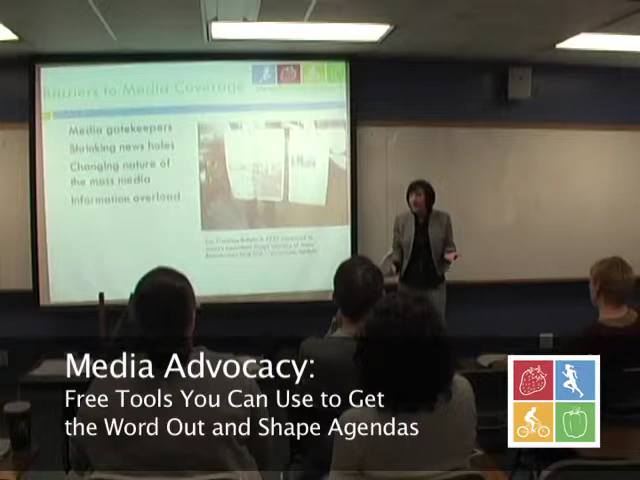 Barriers to Media Coverage
Media gatekeepers
Shrinking news holes
Changing nature of
the mass media
Information overload
Media Advocacy:
Free Tools You Can Use to Get
the Word Out and Shape Agendas